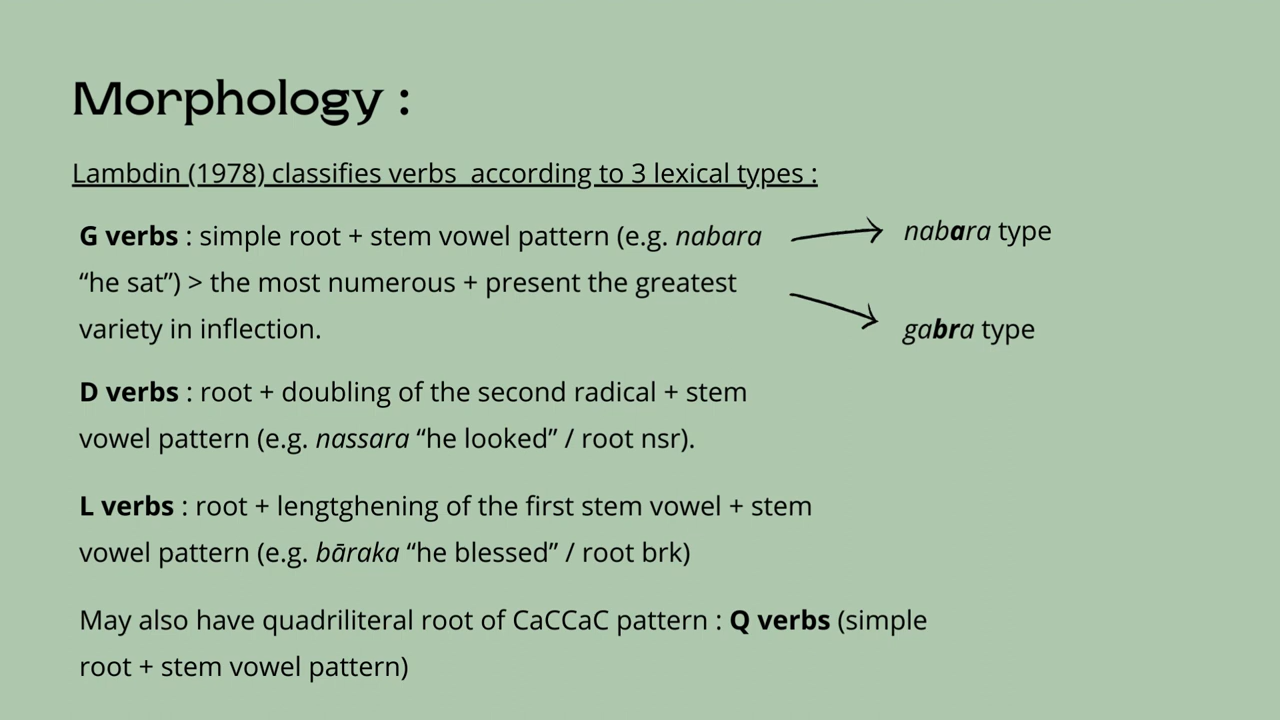 Morphology :
Lambdin (1978) classifies verbs  according to 3 lexical types :
G verbs : simple root + stem vowel pattern (e.g. nabara
“he sat”) > the most numerous + present the greatest
variety in inflection.
nabara type
gabra type
D verbs : root + doubling of the second radical + stem
vowel pattern (e.g. nassara “he looked” / root nsr).
L verbs : root + lengtghening of the first stem vowel + stem
vowel pattern (e.g. bāraka “he blessed” / root brk)
May also have quadriliteral root of CaCCaC pattern : Q verbs (simple
root + stem vowel pattern)